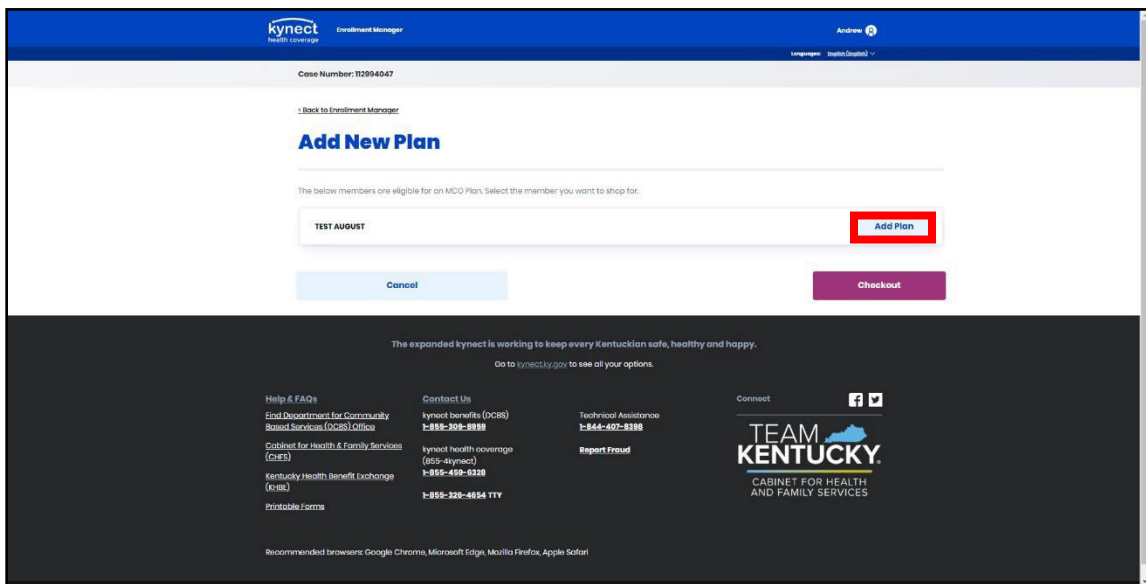 kynect
health coverage
Enrollment Manager
Andrew
Languages: English (English)
Case Number: 112994047
< Back to Enrollment Manager
Add New Plan
The below members are eligible for an MCO Plan. Select the member you want to shop for.
TEST AUGUST
Add Plan
Cancel
Checkout
The expanded kynect is working to keep every Kentuckian safe, healthy and happy.
Go to kynect.ky.gov to see all your options.
Help & FAQs
Find Department for Community
Based Services (DCBS) Office
Cabinet for Health & Family Services
(CHFS)
Kentucky Health Benefit Exchange
(KHBE)
Printable Forms
Contact Us
kynect benefits (DCBS)
1-855-306-8959
kynect health coverage
(855-4kynect)
1-855-459-6328
1-855-326-4654 TTY
Technical Assistance
1-844-407-8398
Report Fraud
Connect
TEAM
KENTUCKY.
CABINET FOR HEALTH
AND FAMILY SERVICES
Recommended browsers: Google Chrome, Microsoft Edge, Mozilla Firefox, Apple Safari